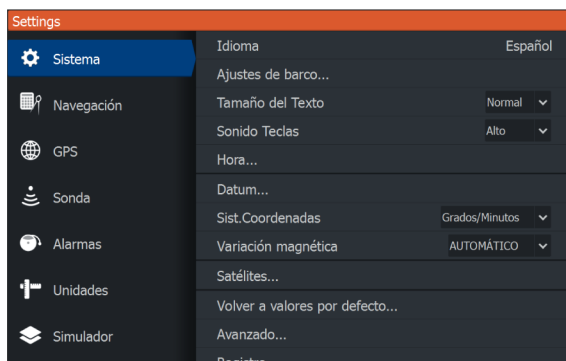 Settings
Sistema
Navegación
GPS
Sonda
Alarmas
Unidades
Simulador
Idioma Español
Ajustes de barco...
Tamaño del Texto Normal
Sonido Teclas Alto
Hora...
Datum...
Sist.Coordenadas Grados/Minutos
Variación magnética AUTOMÁTICO
Satélites...
Volver a valores por defecto...
Avanzado...